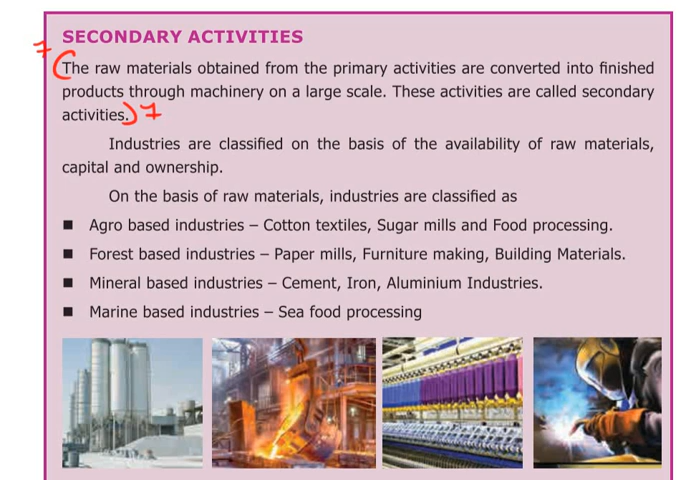 SECONDARY ACTIVITIES
7
The raw materials obtained from the primary activities are converted into finished
products through machinery on a large scale. These activities are called secondary
activities. 7
Industries are classified on the basis of the availability of raw materials,
capital and ownership.
On the basis of raw materials, industries are classified as
■ Agro based industries – Cotton textiles, Sugar mills and Food processing.
■ Forest based industries – Paper mills, Furniture making, Building Materials.
■ Mineral based industries – Cement, Iron, Aluminium Industries.
■ Marine based industries – Sea food processing